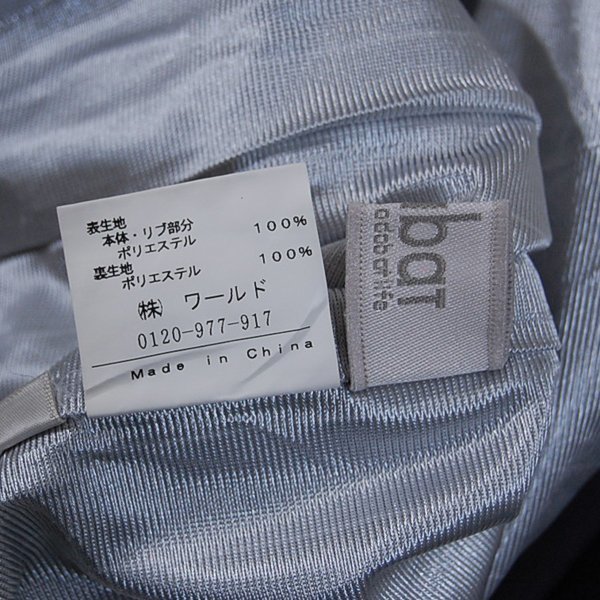 表生地
本体・リブ部分 100%
ポリエステル
裏生地 100%
ポリエステル
㈱ ワールド
0120-977-917
Made in China
bar